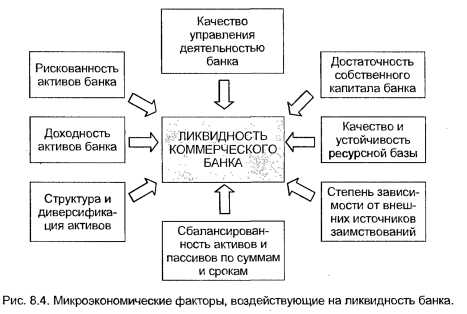 Качество
управления
деятельностью
банка
Рискованность
активов банка
Достаточность
собственного
капитала банка
Доходность
активов банка
ЛИКВИДНОСТЬ
КОММЕРЧЕСКОГО
БАНКА
Качество и
устойчивость
ресурсной базы
Структура и
диверсифика-
ция активов
Сбалансирован-
ность активов и
пассивов по суммам
и срокам
Степень зависи-
мости от внеш-
них источников
заимствований
Рис. 8.4. Микроэкономические факторы, воздействующие на ликвидность банка.